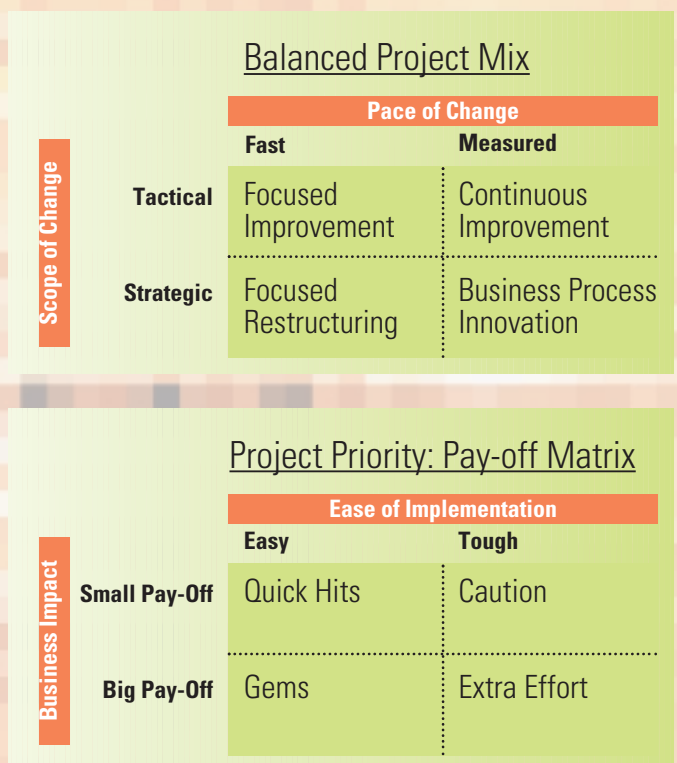 Balanced Project Mix
Pace of Change
Fast Measured
Scope of Change
Tactical
Focused
Improvement
Continuous
Improvement
Strategic
Focused
Restructuring
Business Process
Innovation
Project Priority: Pay-off Matrix
Ease of Implementation
Easy Tough
Business Impact
Small Pay-Off Quick Hits Caution
Big Pay-Off Gems Extra Effort